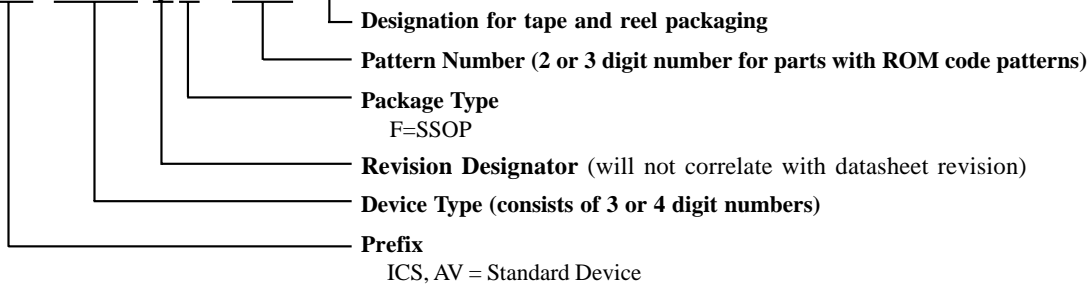 Designation for tape and reel packaging
Pattern Number (2 or 3 digit number for parts with ROM code patterns)
Package Type
F=SSOP
Revision Designator (will not correlate with datasheet revision)
Device Type (consists of 3 or 4 digit numbers)
Prefix
ICS, AV = Standard Device